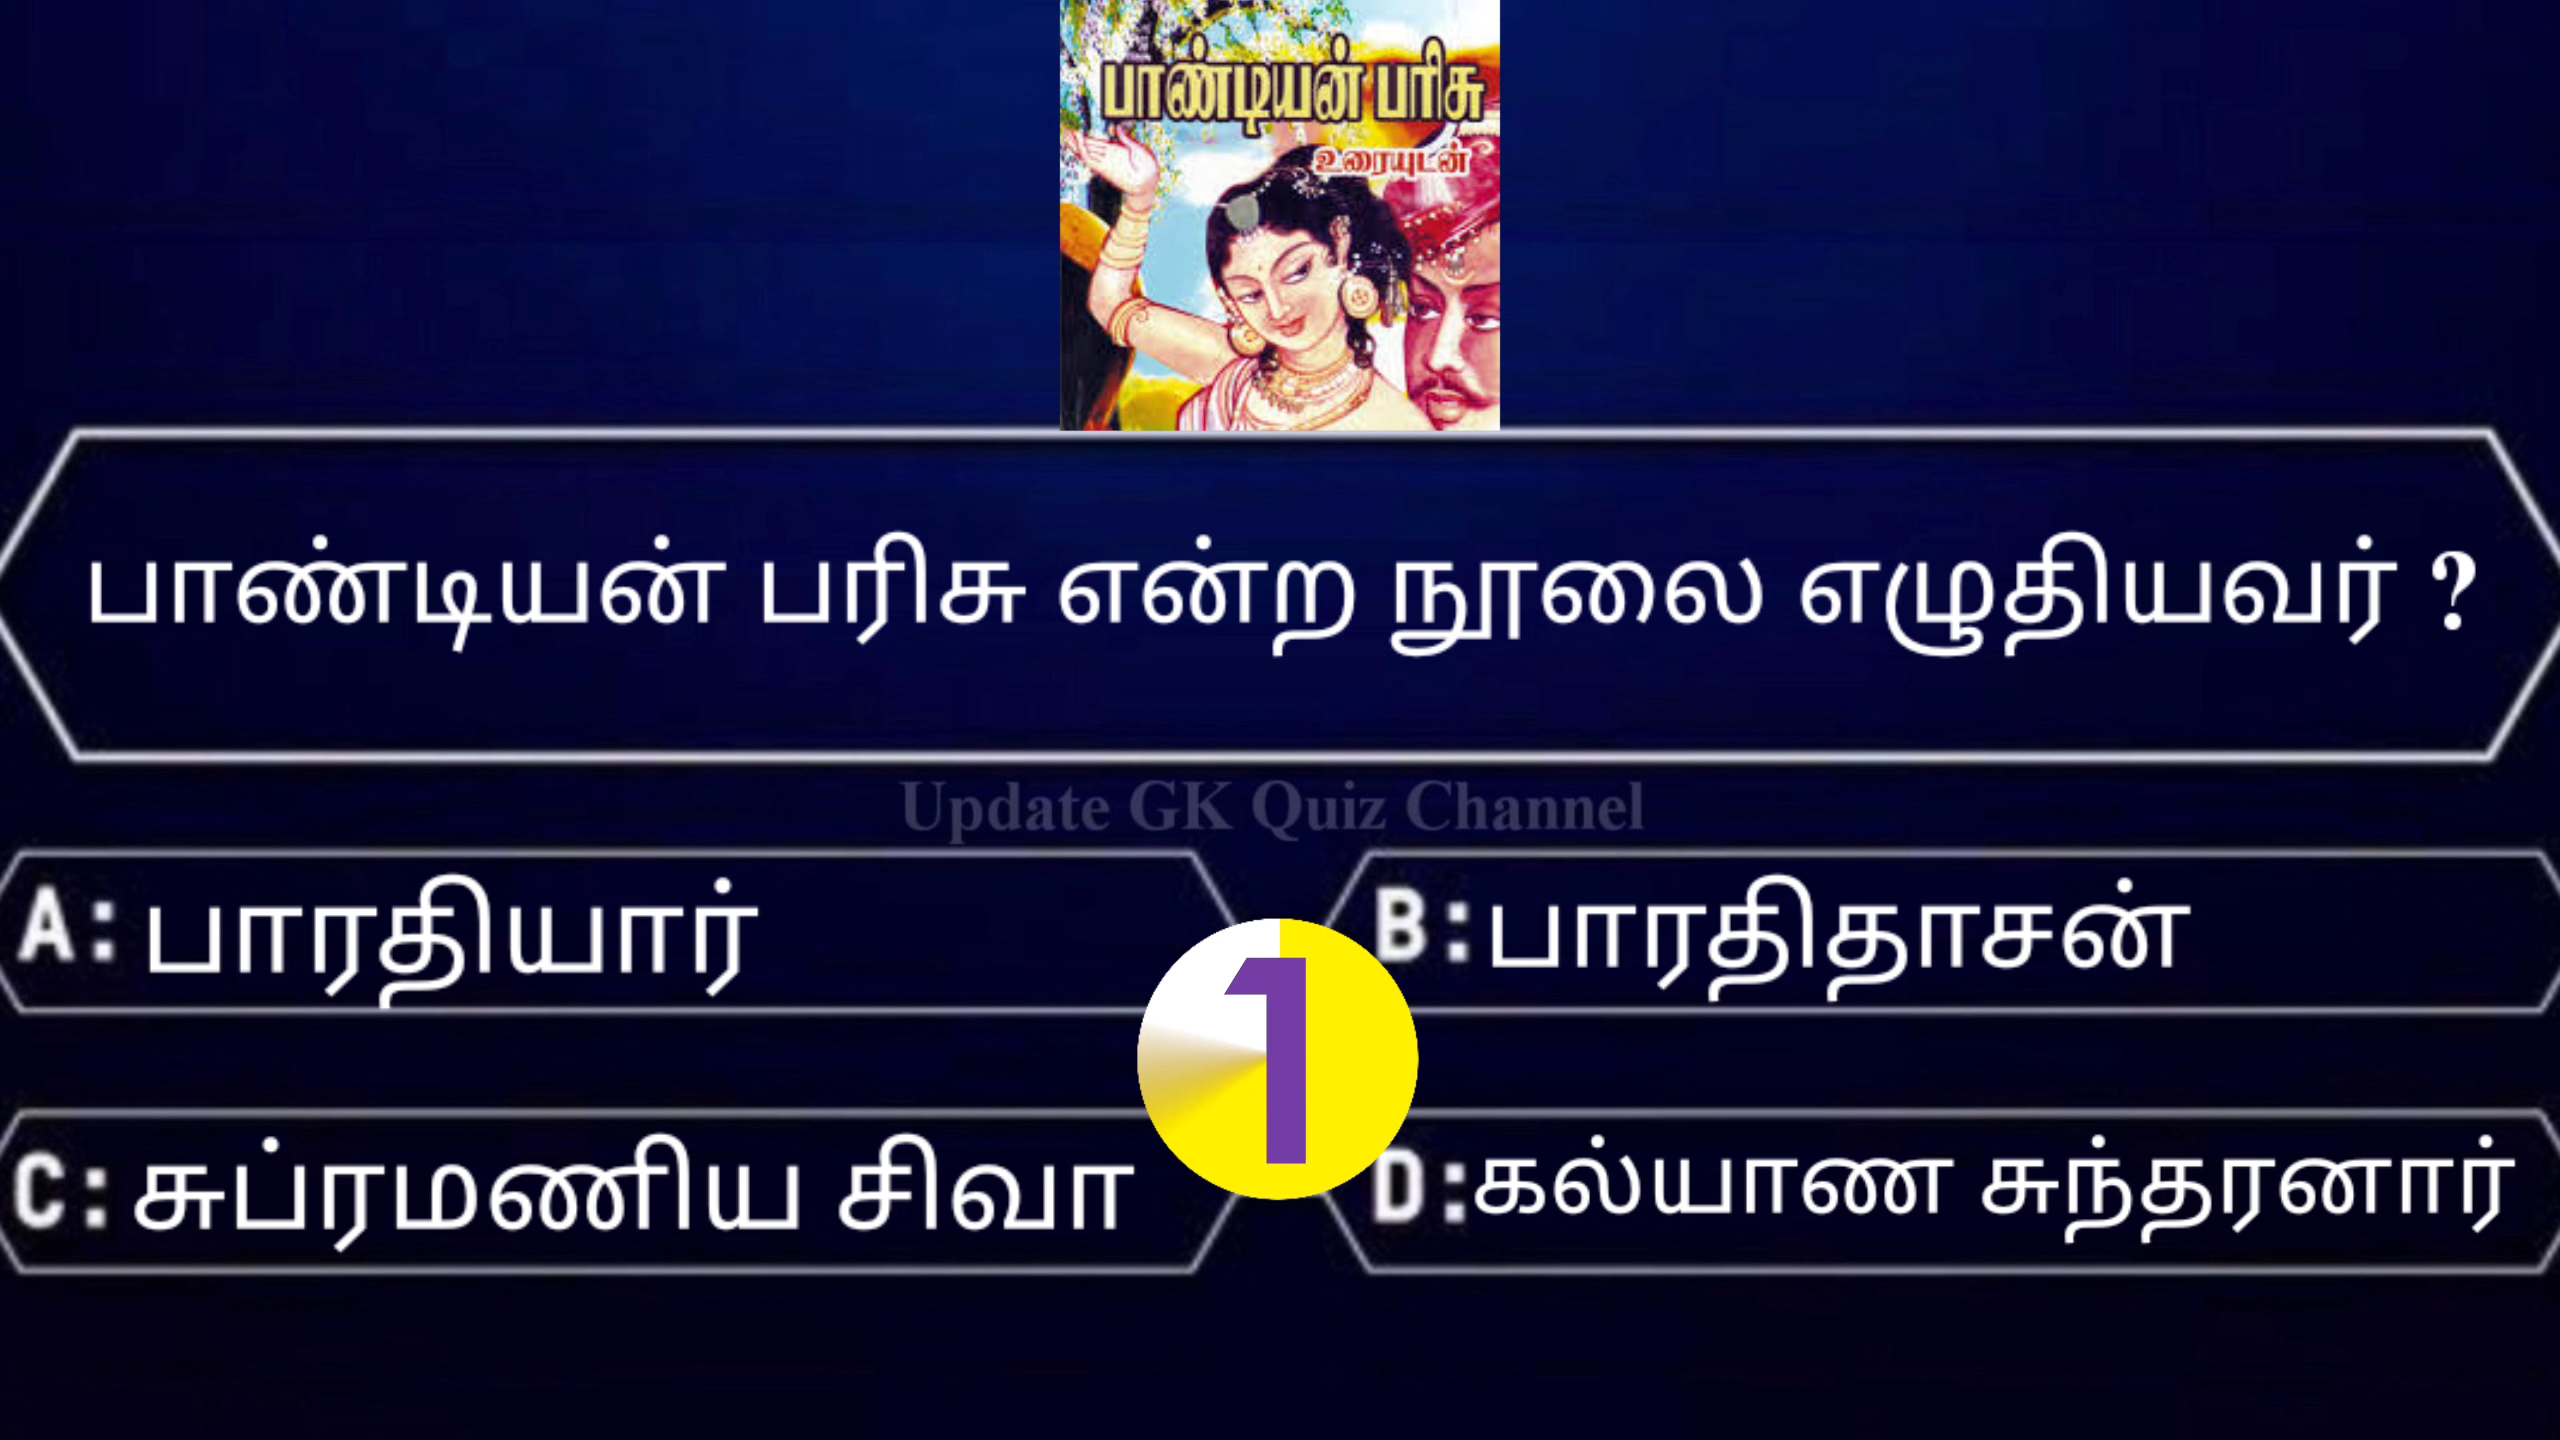 பாண்டியன் பரிசு
உரையுடன்
பாண்டியன் பரிசு என்ற நூலை எழுதியவர் ?
Update GK Quiz Channel
A: பாரதியார்
B: பாரதிதாசன்
1
C: சுப்ரமணிய சிவா
D: கல்யாண சுந்தரனார்